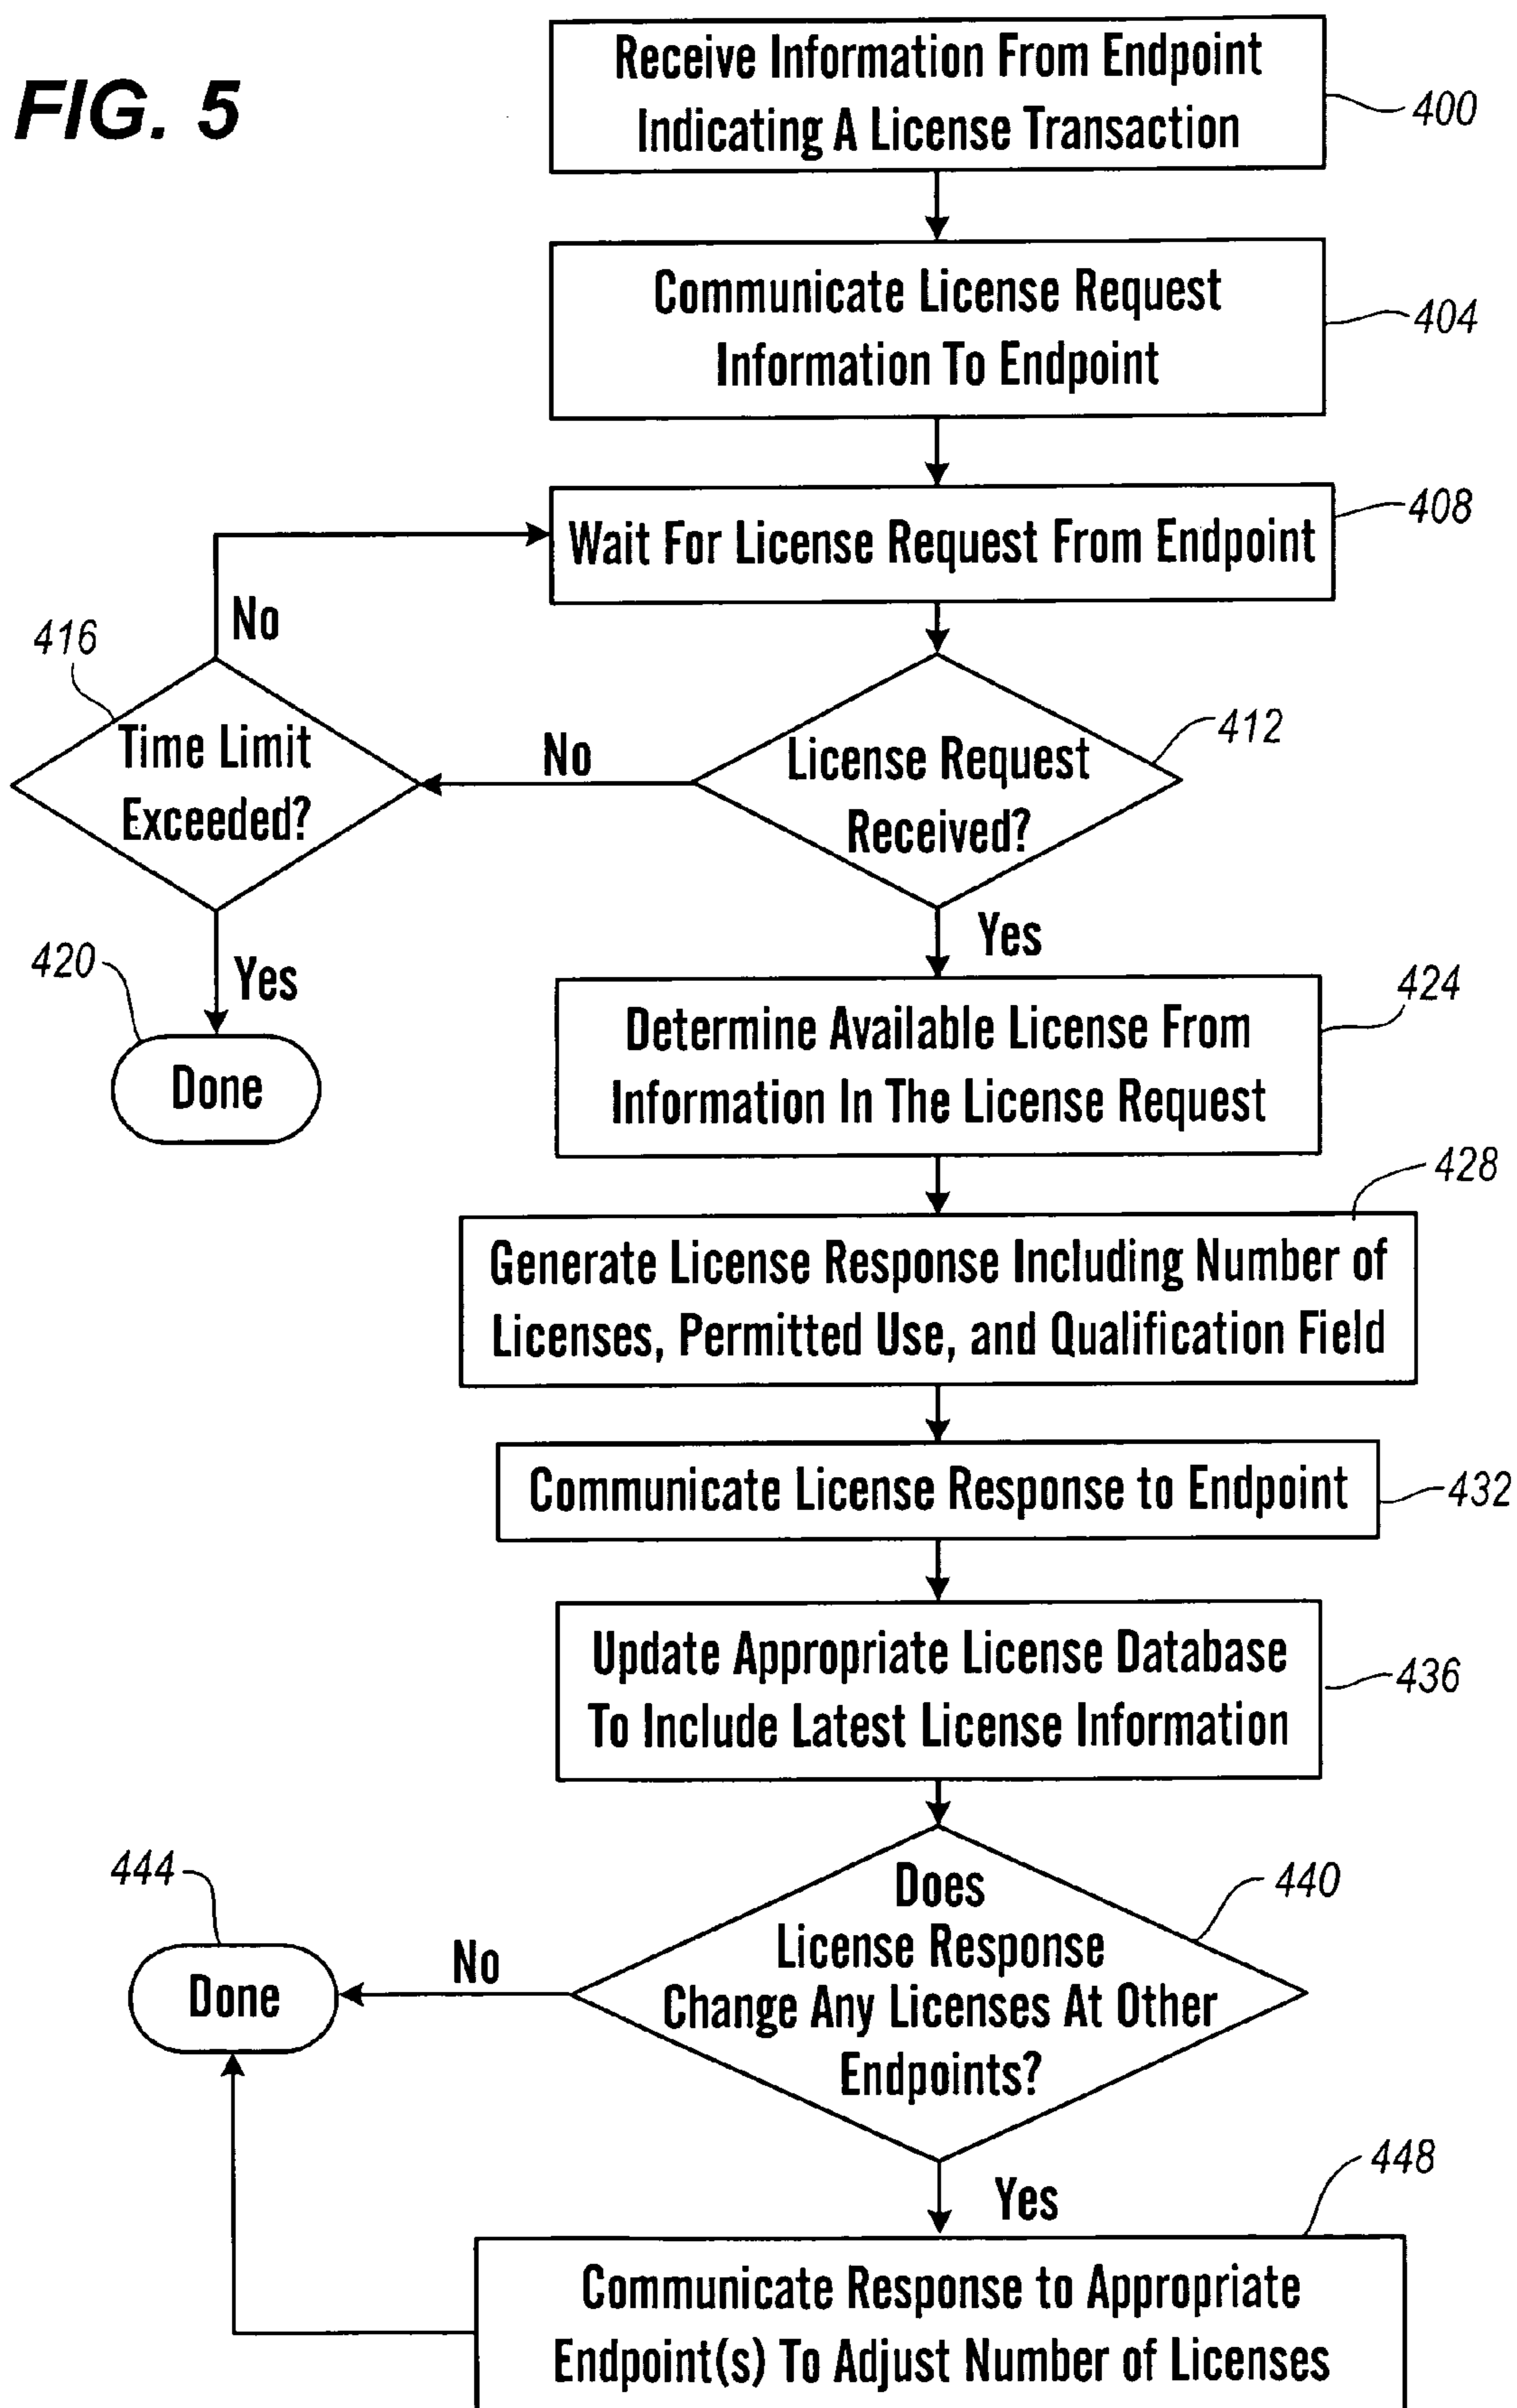 FIG. 5
Receive Information From Endpoint
Indicating A License Transaction
400
Communicate License Request
Information To Endpoint
404
Wait For License Request From Endpoint
408
No
416
Time Limit
Exceeded?
No
License Request
Received?
412
Yes
420
Yes
Done
Determine Available License From
Information In The License Request
424
428
Generate License Response Including Number of
Licenses, Permitted Use, and Qualification Field
Communicate License Response to Endpoint
432
Update Appropriate License Database
To Include Latest License Information
436
444
Done
No
Does
License Response
Change Any Licenses At Other
Endpoints?
440
Yes
448
Communicate Response to Appropriate
Endpoint(s) To Adjust Number of Licenses